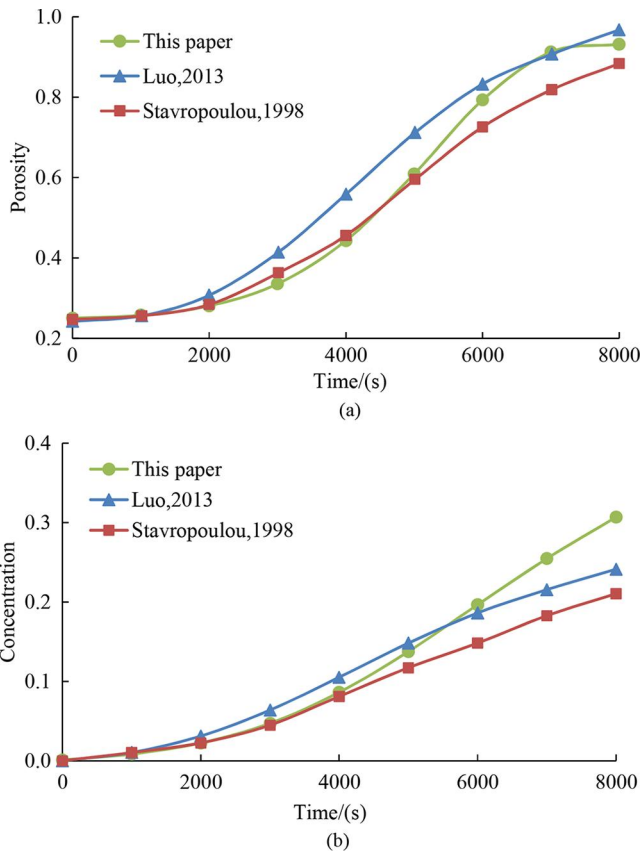 1.0
This paper
Luo,2013
0.8
Stavropoulou,1998
Porosity
0.6
0.4
0.2
0 2000 4000 6000 8000
Time/(s)
(a)
0.4
This paper
Luo,2013
0.3
Stavropoulou,1998
Concentration
0.2
0.1
0.0
0 2000 4000 6000 8000
Time/(s)
(b)